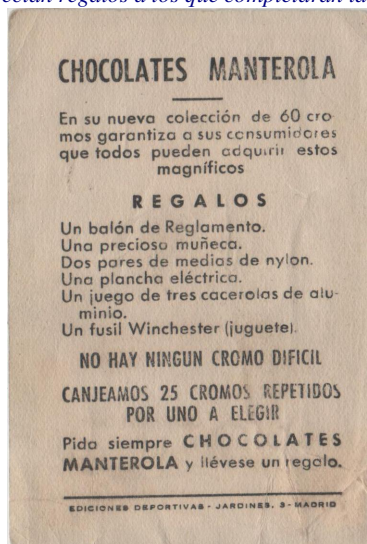 CHOCOLATES MANTEROLA
En su nueva colección de 60 cro-
mos garantiza a sus consumidores
que todos pueden adquirir estos
magníficos
REGALOS
Un balón de Reglamento.
Una preciosa muñeca.
Dos pares de medias de nylon.
Una plancha eléctrica.
Un juego de tres cacerolas de alu-
minio.
Un fusil Winchester (juguete).
NO HAY NINGUN CROMO DIFICIL
CANJEAMOS 25 CROMOS REPETIDOS
POR UNO A ELEGIR
Pida siempre CHOCOLATES
MANTEROLA y llévese un regalo.
EDICIONES DEPORTIVAS - JARDINES, 3 - MADRID